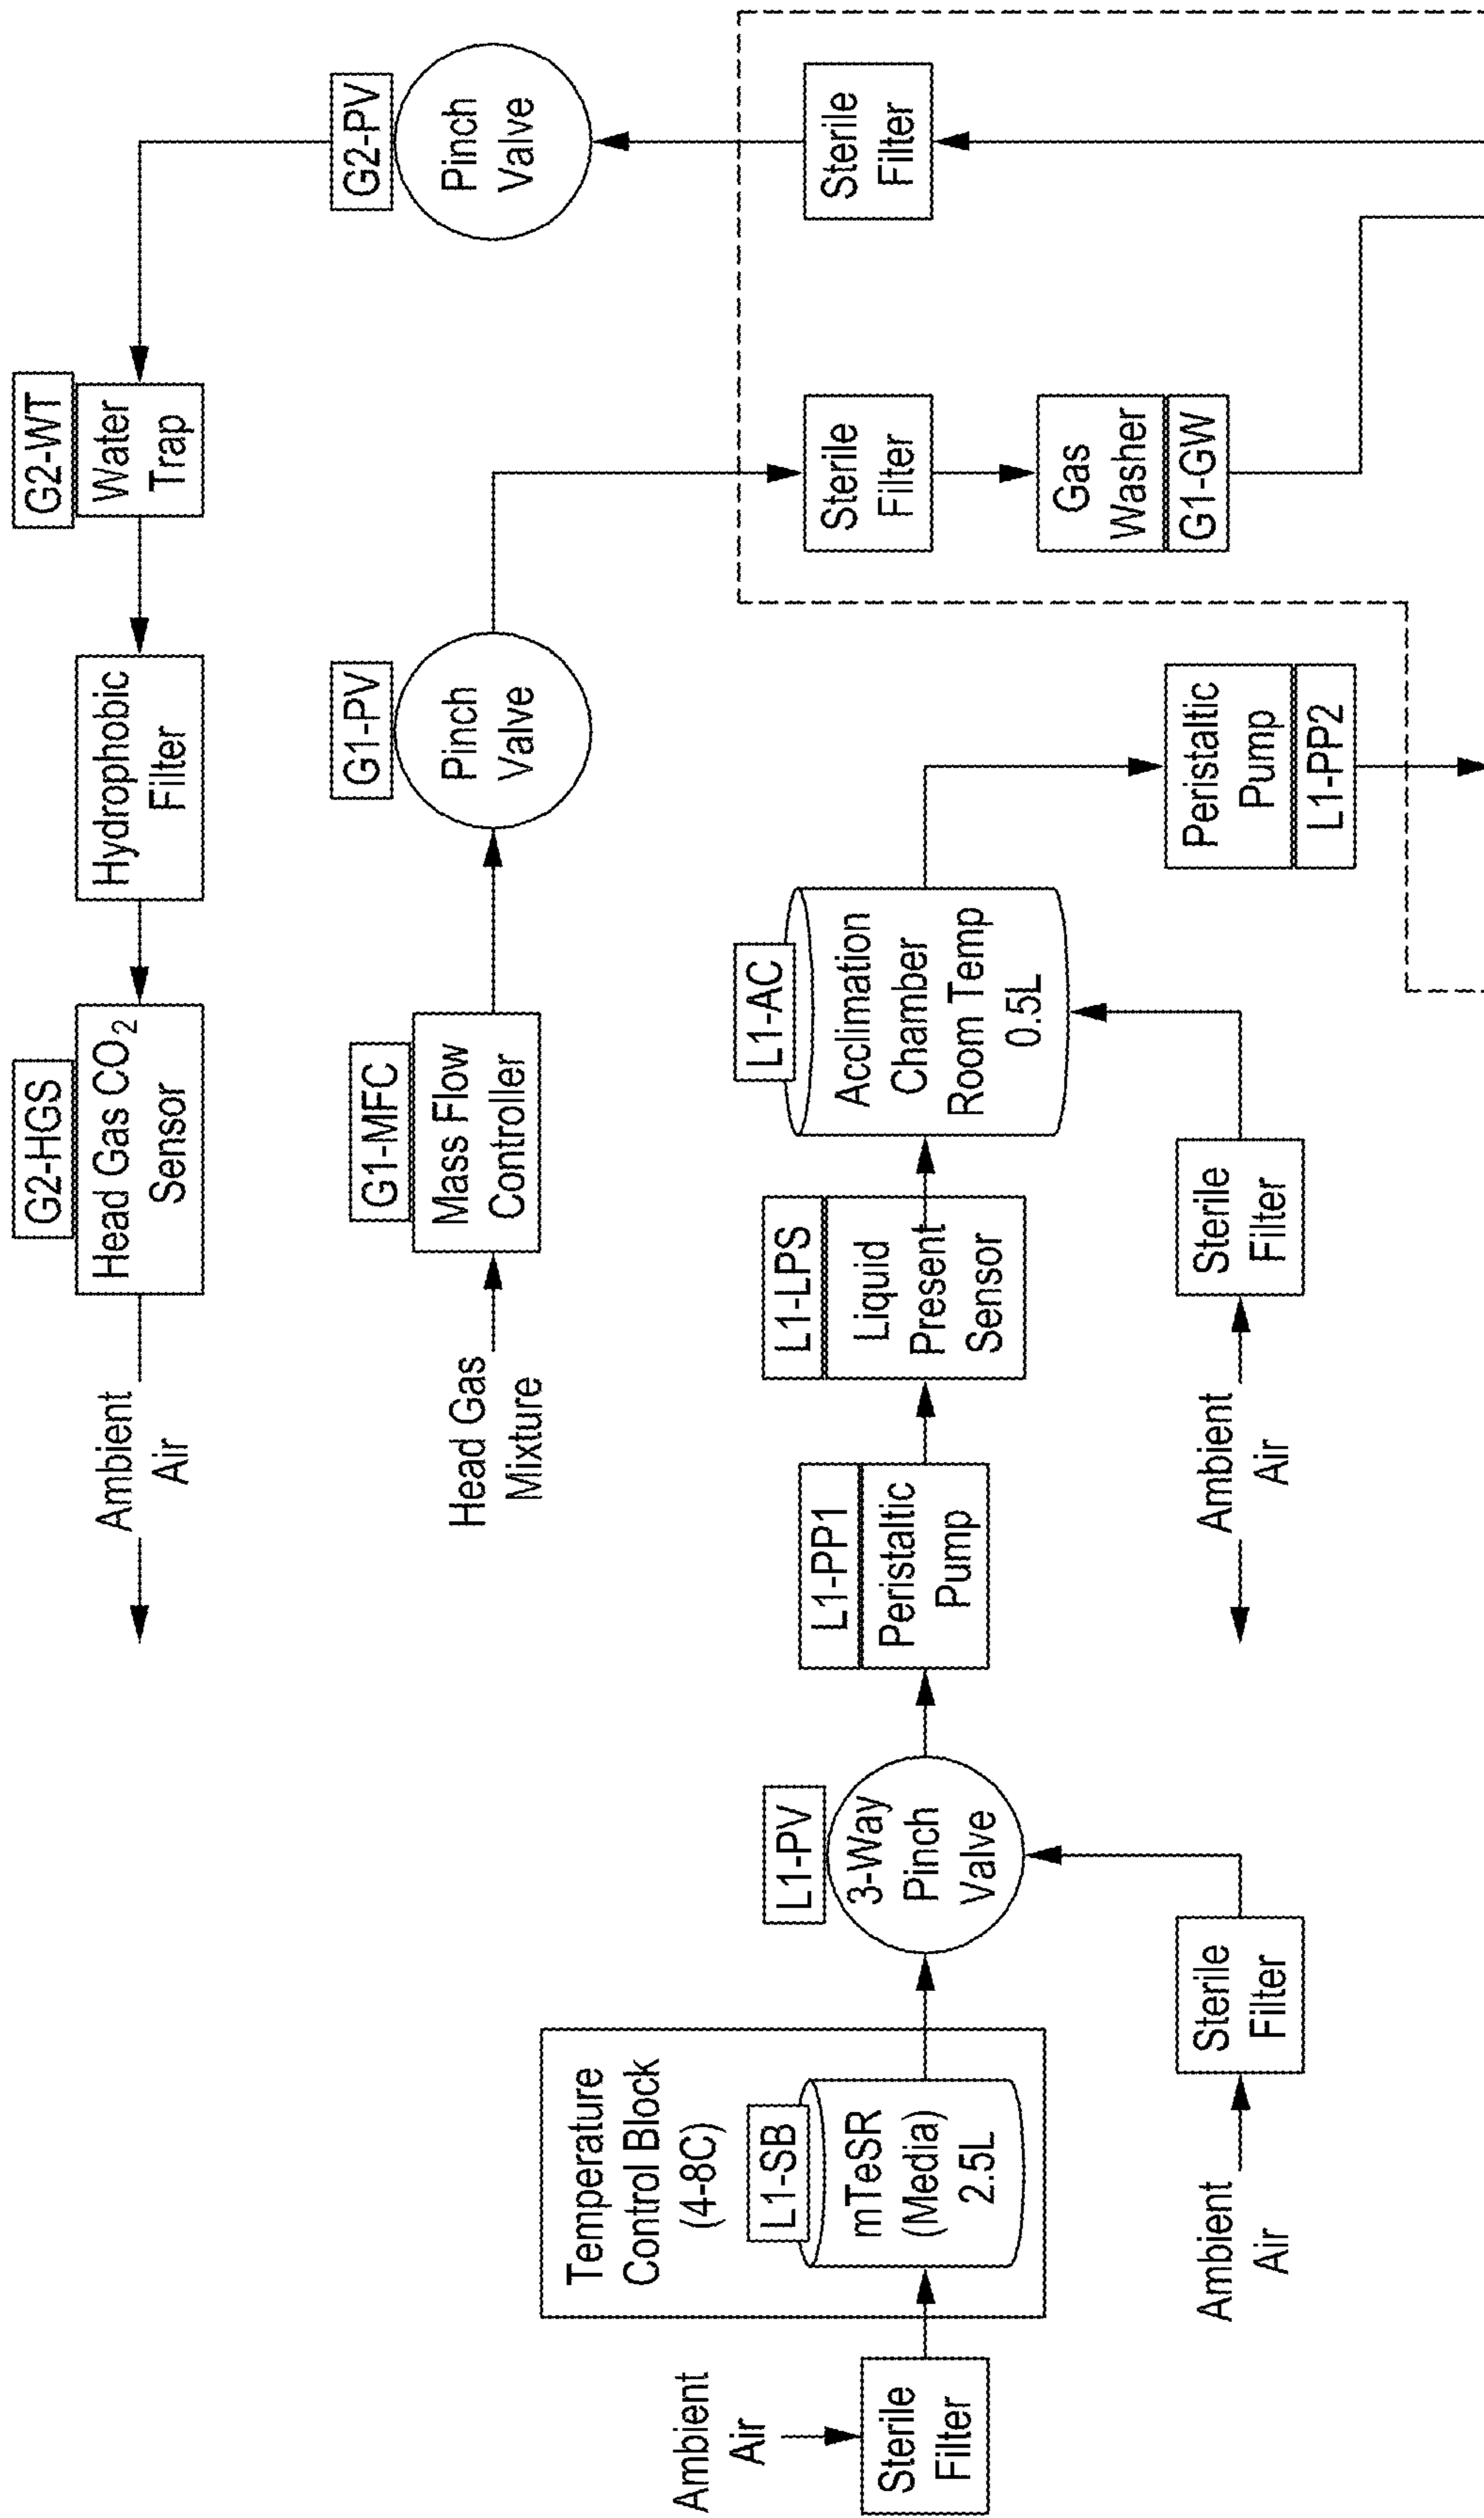 G2-HGS
Head Gas CO₂
Sensor
Hydrophobic
Filter
G2-WT
Water
Trap
Ambient
Air
G1-MFC
Mass Flow
Controller
Head Gas
Mixture
G1-PV
Pinch
Valve
G2-PV
Pinch
Valve
Temperature
Control Block
(4-8C)
L1-SB
mTeSR
(Media)
2.5L
Ambient
Air
Sterile
Filter
L1-PV
3-Way
Pinch
Valve
Ambient
Air
Sterile
Filter
L1-PP1
Peristaltic
Pump
L1-LPS
Liquid
Present
Sensor
L1-AC
Acclimation
Chamber
Room Temp
0.5L
Ambient
Air
Sterile
Filter
Peristaltic
Pump
L1-PP2
Sterile
Filter
Gas
Washer
G1-GW
Sterile
Filter